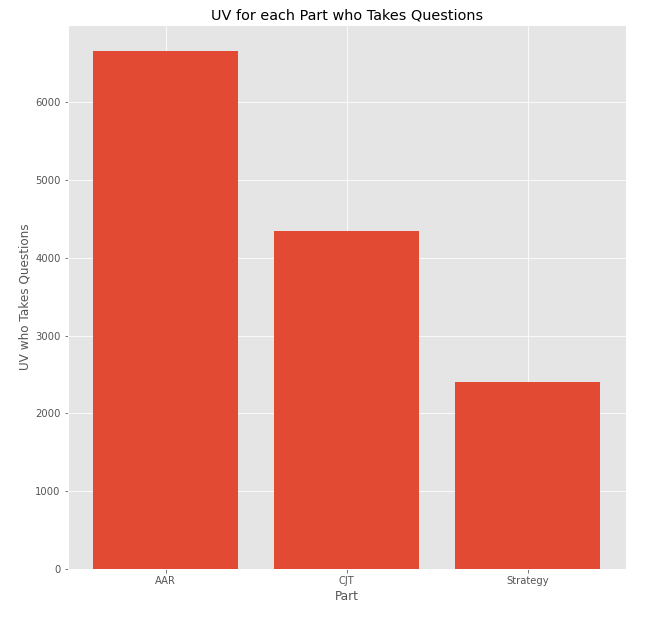 UV for each Part who Takes Questions
UV who Takes Questions
6000
5000
4000
3000
2000
1000
0
AAR
CJT
Strategy
Part